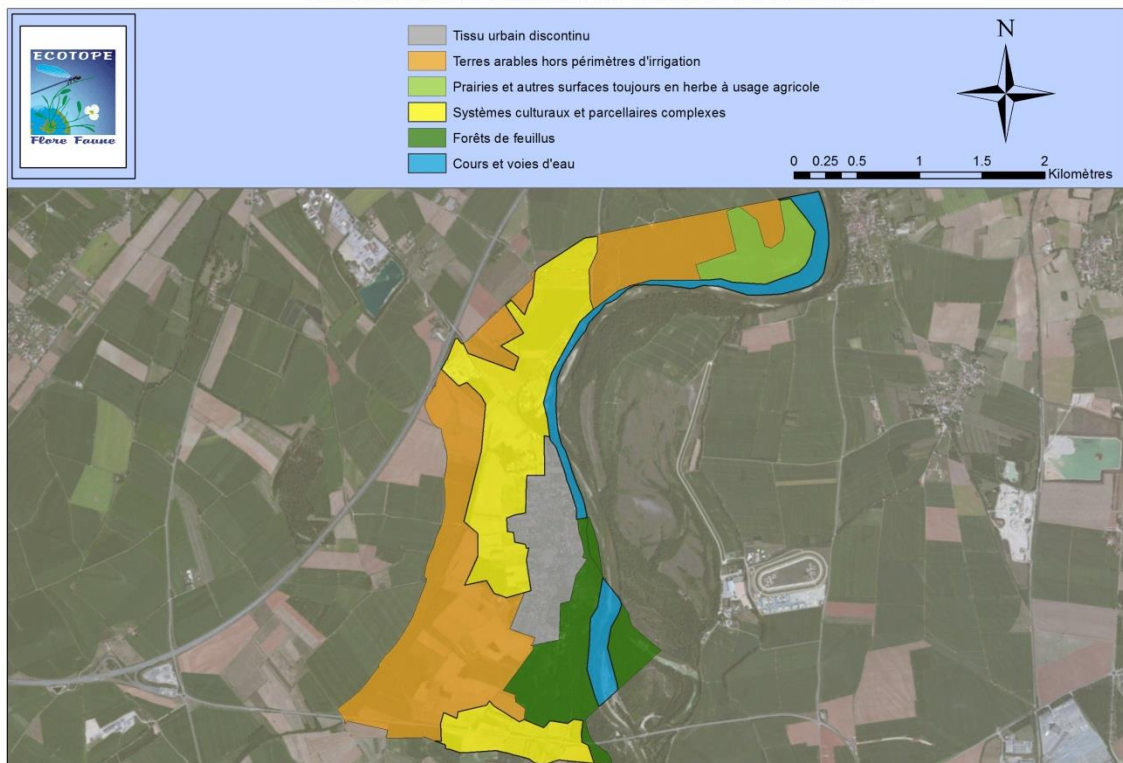 ECOTOPE
Flore Faune
Tissu urbain discontinu
Terres arables hors périmètres d'irrigation
Prairies et autres surfaces toujours en herbe à usage agricole
Systèmes culturaux et parcellaires complexes
Forêts de feuillus
Cours et voies d'eau
N
0 0.25 0.5 1 1.5 2
Kilomètres